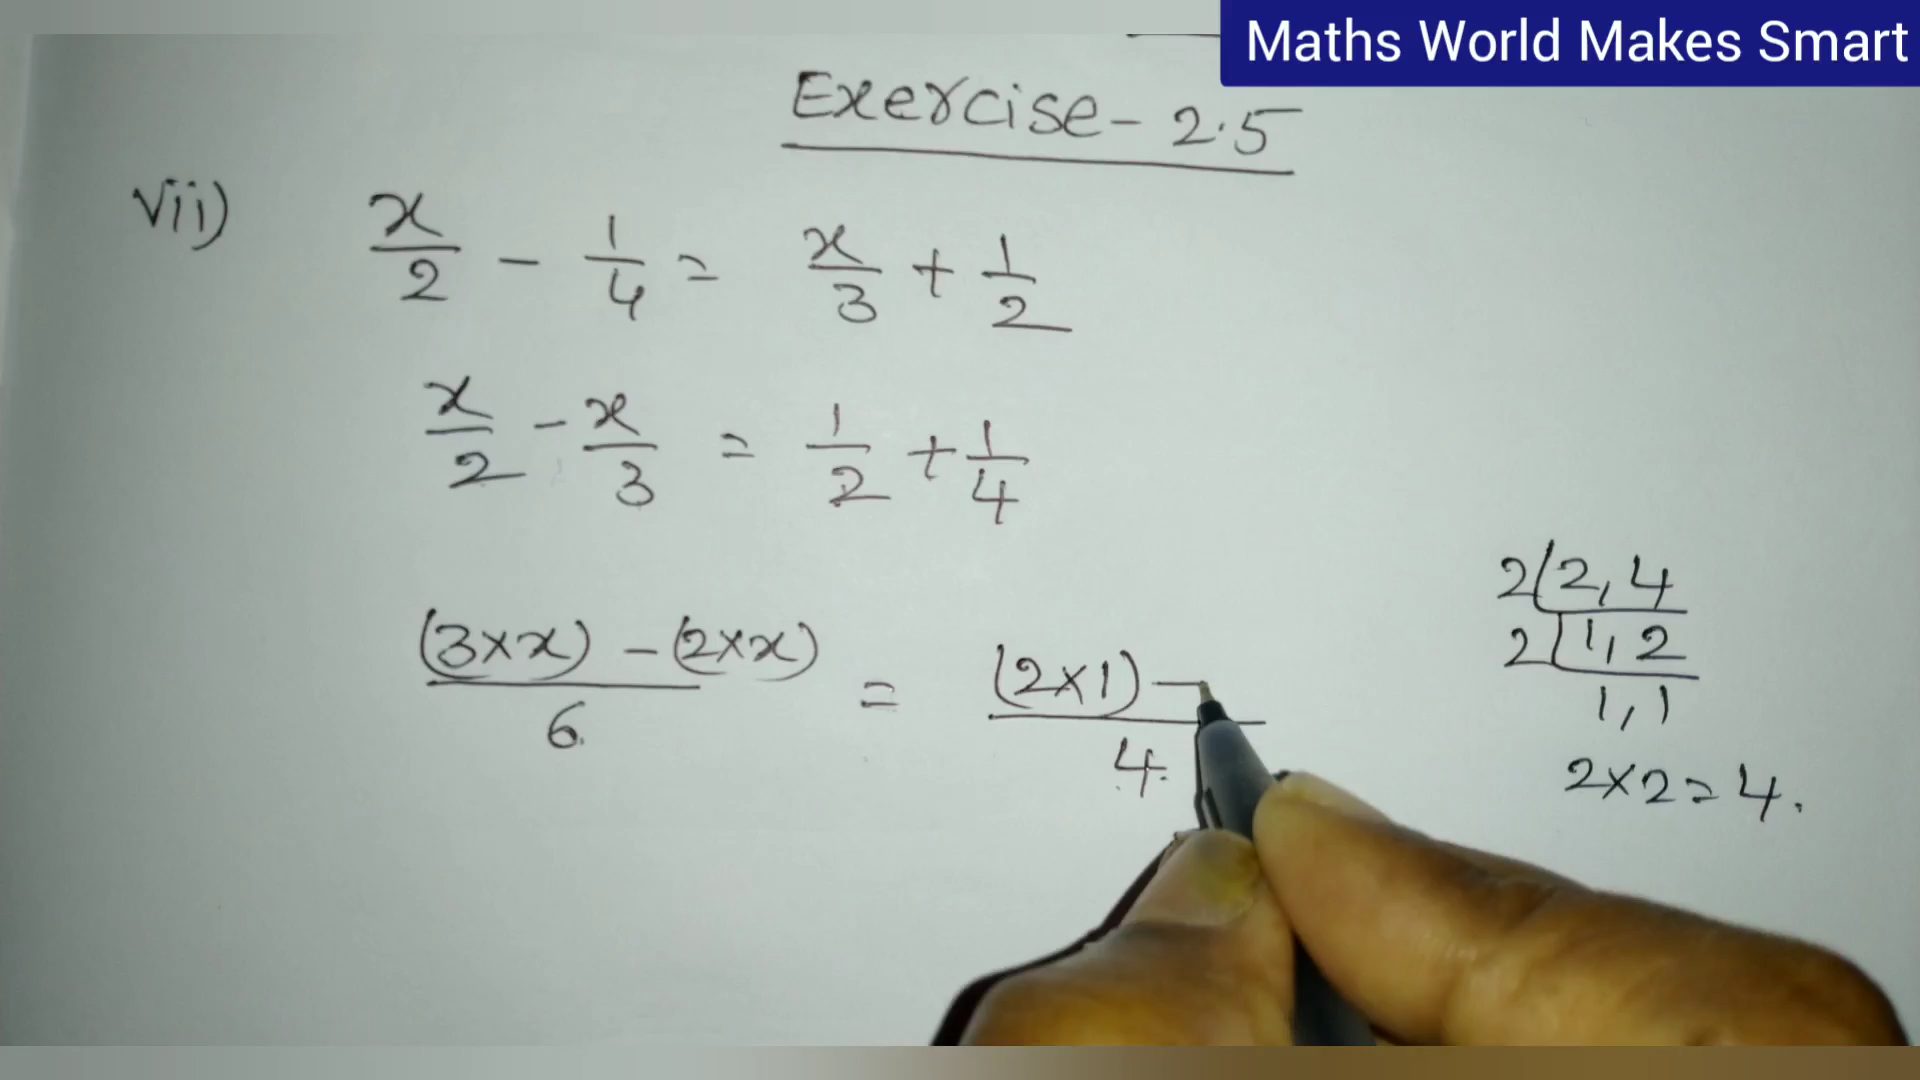 Maths World Makes Smart
Exercise - 2.5
vii) x/2 - 1/4 = x/3 + 1/2
x/2 - x/3 = 1/2 + 1/4
(3×x) - (2×x)/6 = (2×1) -/4
2 2, 4
2 1, 2
1, 1
2×2 = 4.